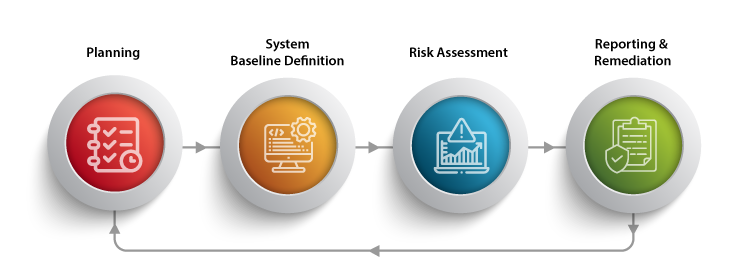 Planning
System
Baseline Definition
Risk Assessment
Reporting &
Remediation